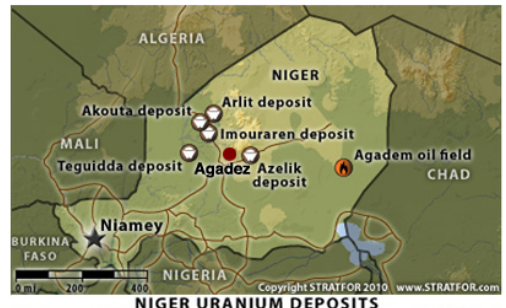 ALGERIA
NIGER
Arlit deposit
Akouta deposit
Imouraren deposit
MALI
Teguidda deposit
Agadez
Azelik
deposit
Agadem oil field
CHAD
Niamey
BURKINA
FASO
NIGERIA
0 mi 200 400
Copyright STRATFOR 2010 www.STRATFOR.com
NIGER URANIUM DEPOSITS